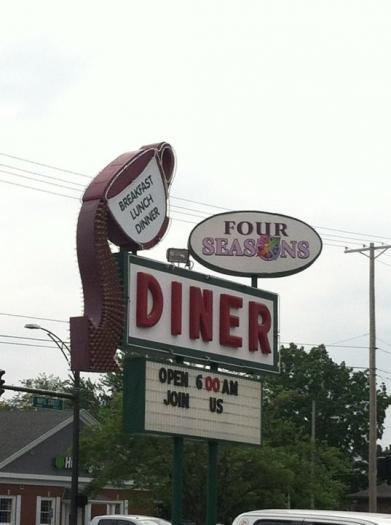 BREAKFAST
LUNCH
DINNER
FOUR
SEASONS
DINER
OPEN 6 00 AM
JOIN US